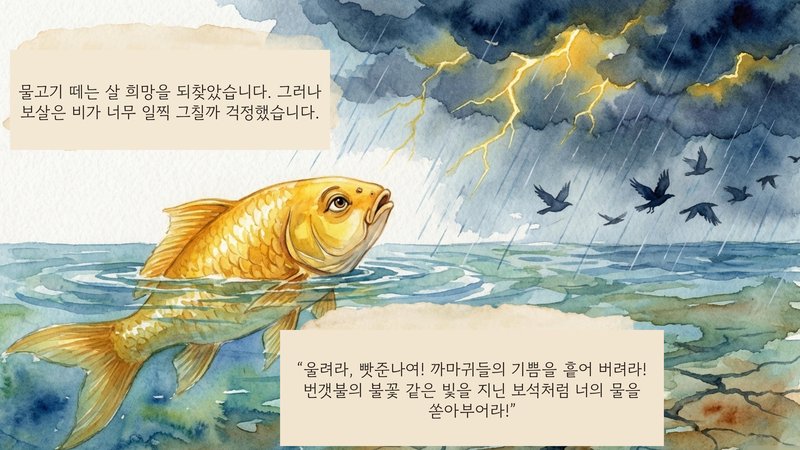 물고기 떼는 살 희망을 되찾았습니다. 그러나
보살은 비가 너무 일찍 그칠까 걱정했습니다.
“울려라, 빳준나여! 까마귀들의 기쁨을 흩어 버려라!
번갯불의 불꽃 같은 빛을 지닌 보석처럼 너의 물을
쏟아부어라!”